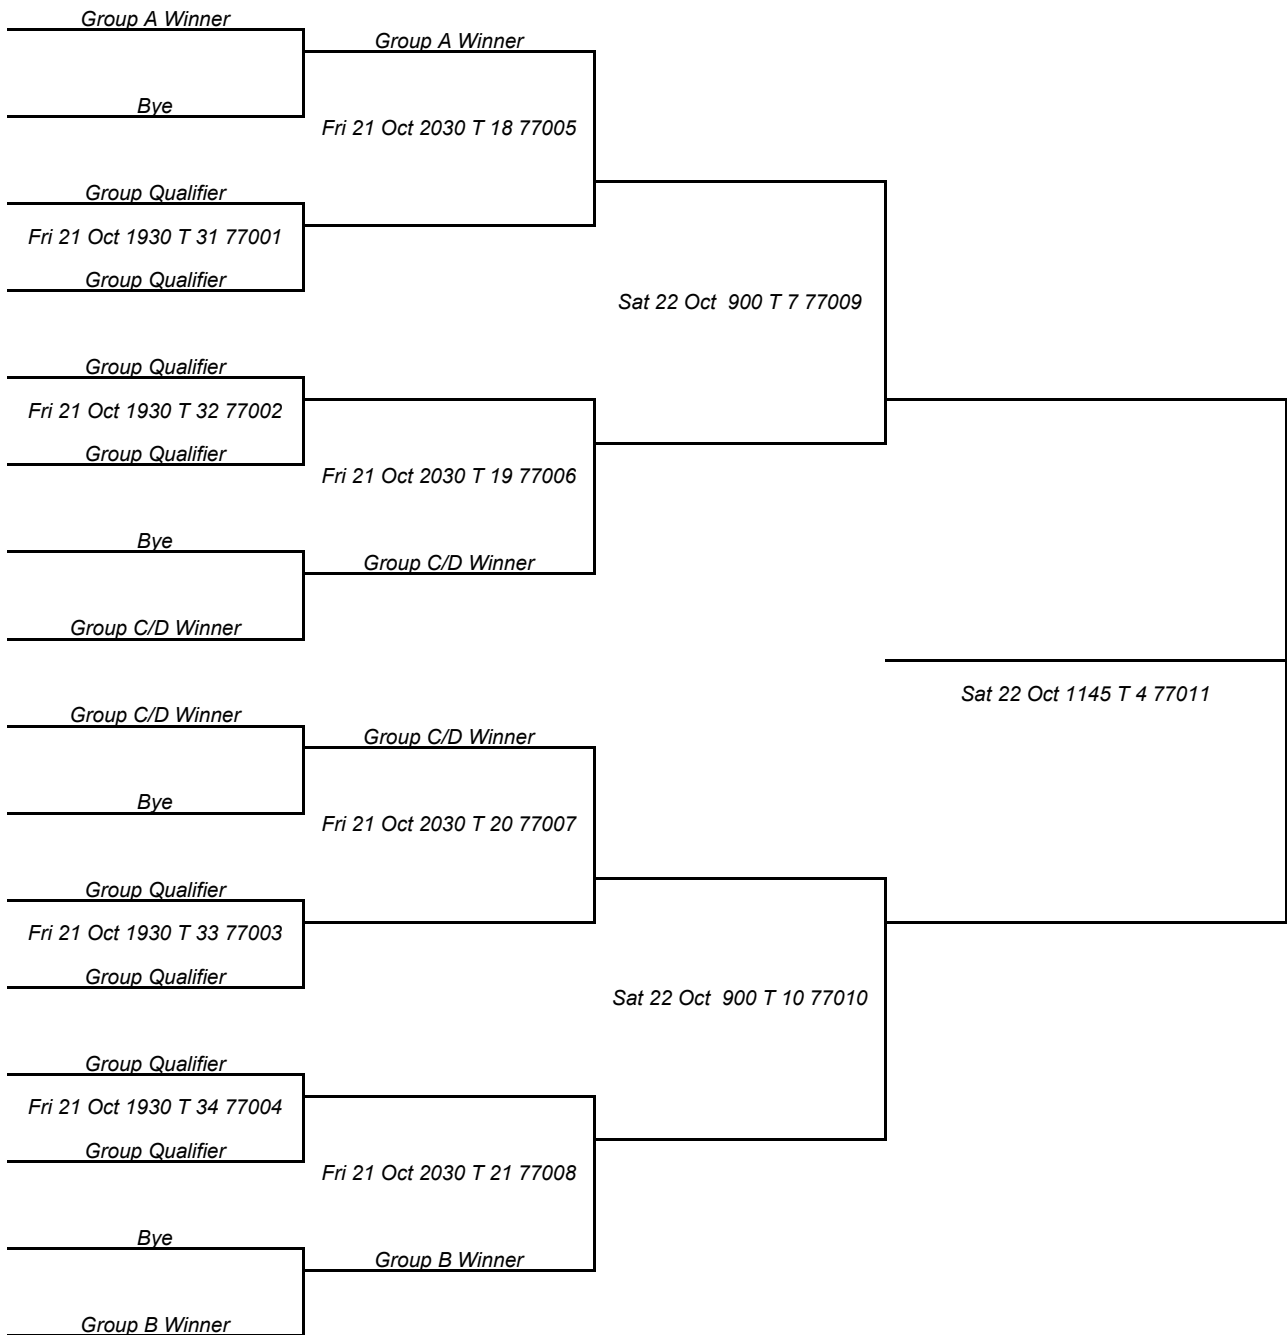 Group A Winner
Group A Winner
Bye
Fri 21 Oct 2030 T 18 77005
Group Qualifier
Fri 21 Oct 1930 T 31 77001
Group Qualifier
Sat 22 Oct  900 T 7 77009
Group Qualifier
Fri 21 Oct 1930 T 32 77002
Group Qualifier
Fri 21 Oct 2030 T 19 77006
Bye
Group C/D Winner
Group C/D Winner
Sat 22 Oct 1145 T 4 77011
Group C/D Winner
Group C/D Winner
Bye
Fri 21 Oct 2030 T 20 77007
Group Qualifier
Fri 21 Oct 1930 T 33 77003
Group Qualifier
Sat 22 Oct  900 T 10 77010
Group Qualifier
Fri 21 Oct 1930 T 34 77004
Group Qualifier
Fri 21 Oct 2030 T 21 77008
Bye
Group B Winner
Group B Winner